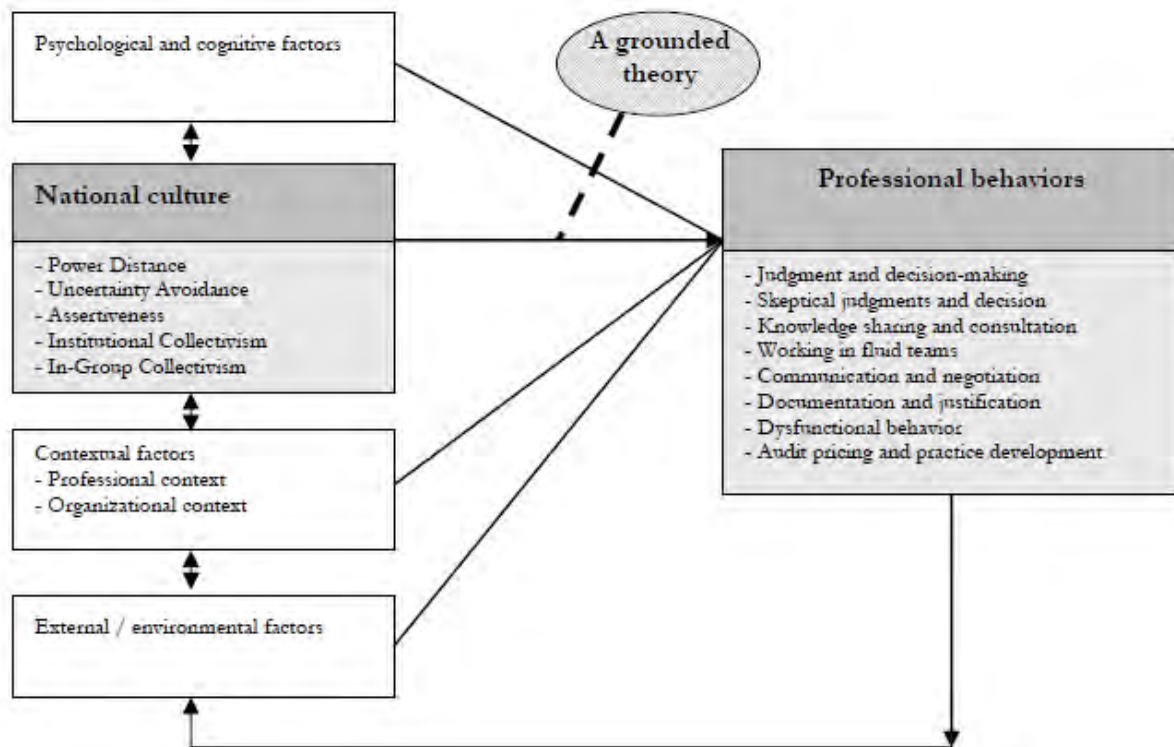 Psychological and cognitive factors
A grounded
theory
National culture
- Power Distance
- Uncertainty Avoidance
- Assertiveness
- Institutional Collectivism
- In-Group Collectivism
Contextual factors
- Professional context
- Organizational context
External / environmental factors
Professional behaviors
- Judgment and decision-making
- Skeptical judgments and decision
- Knowledge sharing and consultation
- Working in fluid teams
- Communication and negotiation
- Documentation and justification
- Dysfunctional behavior
- Audit pricing and practice development